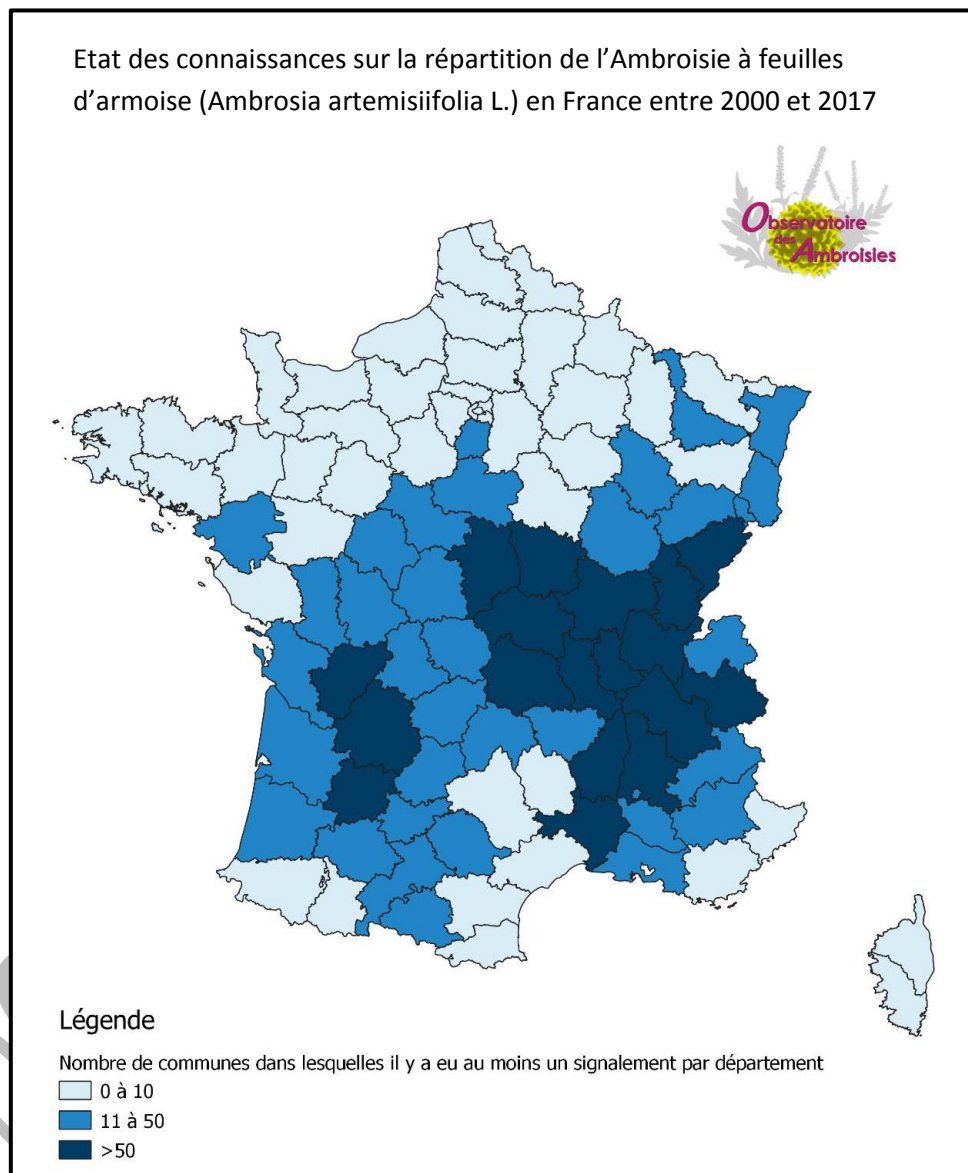 Etat des connaissances sur la répartition de l’Ambroisie à feuilles
d’armoise (Ambrosia artemisiifolia L.) en France entre 2000 et 2017
Observatoire
des
Ambroisies
Légende
Nombre de communes dans lesquelles il y a eu au moins un signalement par département
0 à 10
11 à 50
>50